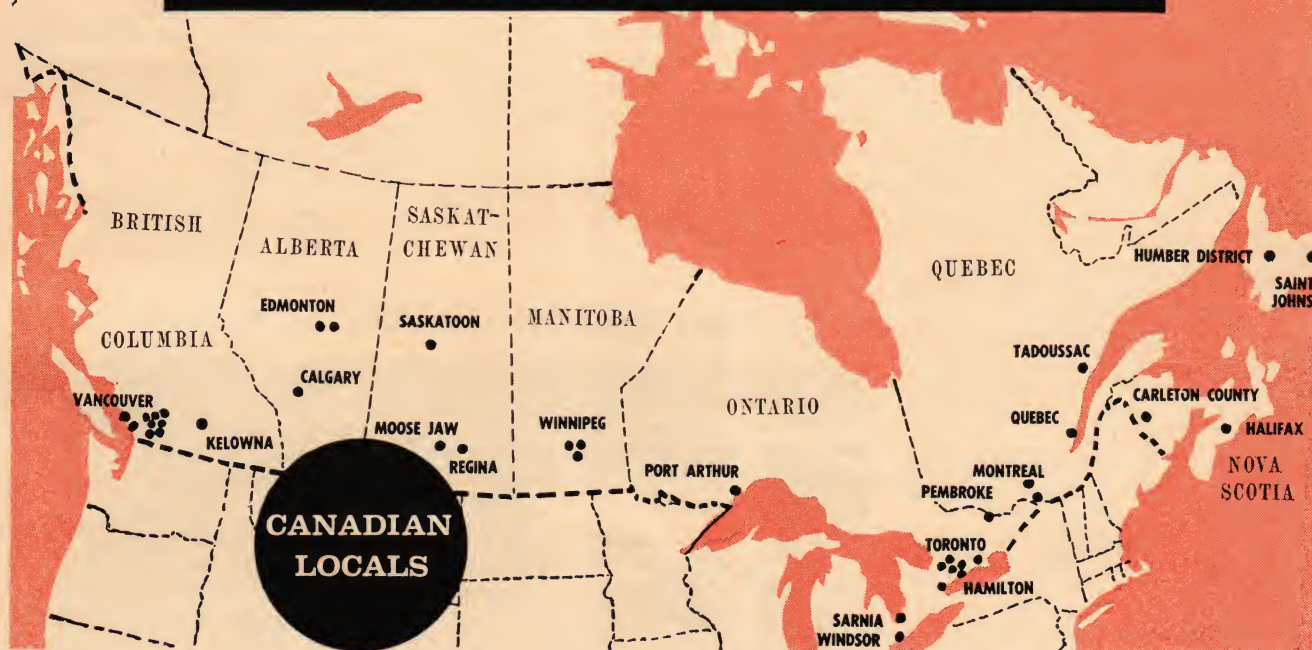 BRITISH
COLUMBIA
ALBERTA
SASKAT-
CHEWAN
MANITOBA
ONTARIO
QUEBEC
HUMBER DISTRICT
SAINT
JOHNS
EDMONTON
SASKATOON
CALGARY
TADOUSSAC
VANCOUVER
KELOWNA
MOOSE JAW
REGINA
WINNIPEG
CARLETON COUNTY
QUEBEC
HALIFAX
NOVA
SCOTIA
PORT ARTHUR
MONTREAL
PEMBROKE
TORONTO
HAMILTON
SARNIA
WINDSOR
CANADIAN
LOCALS